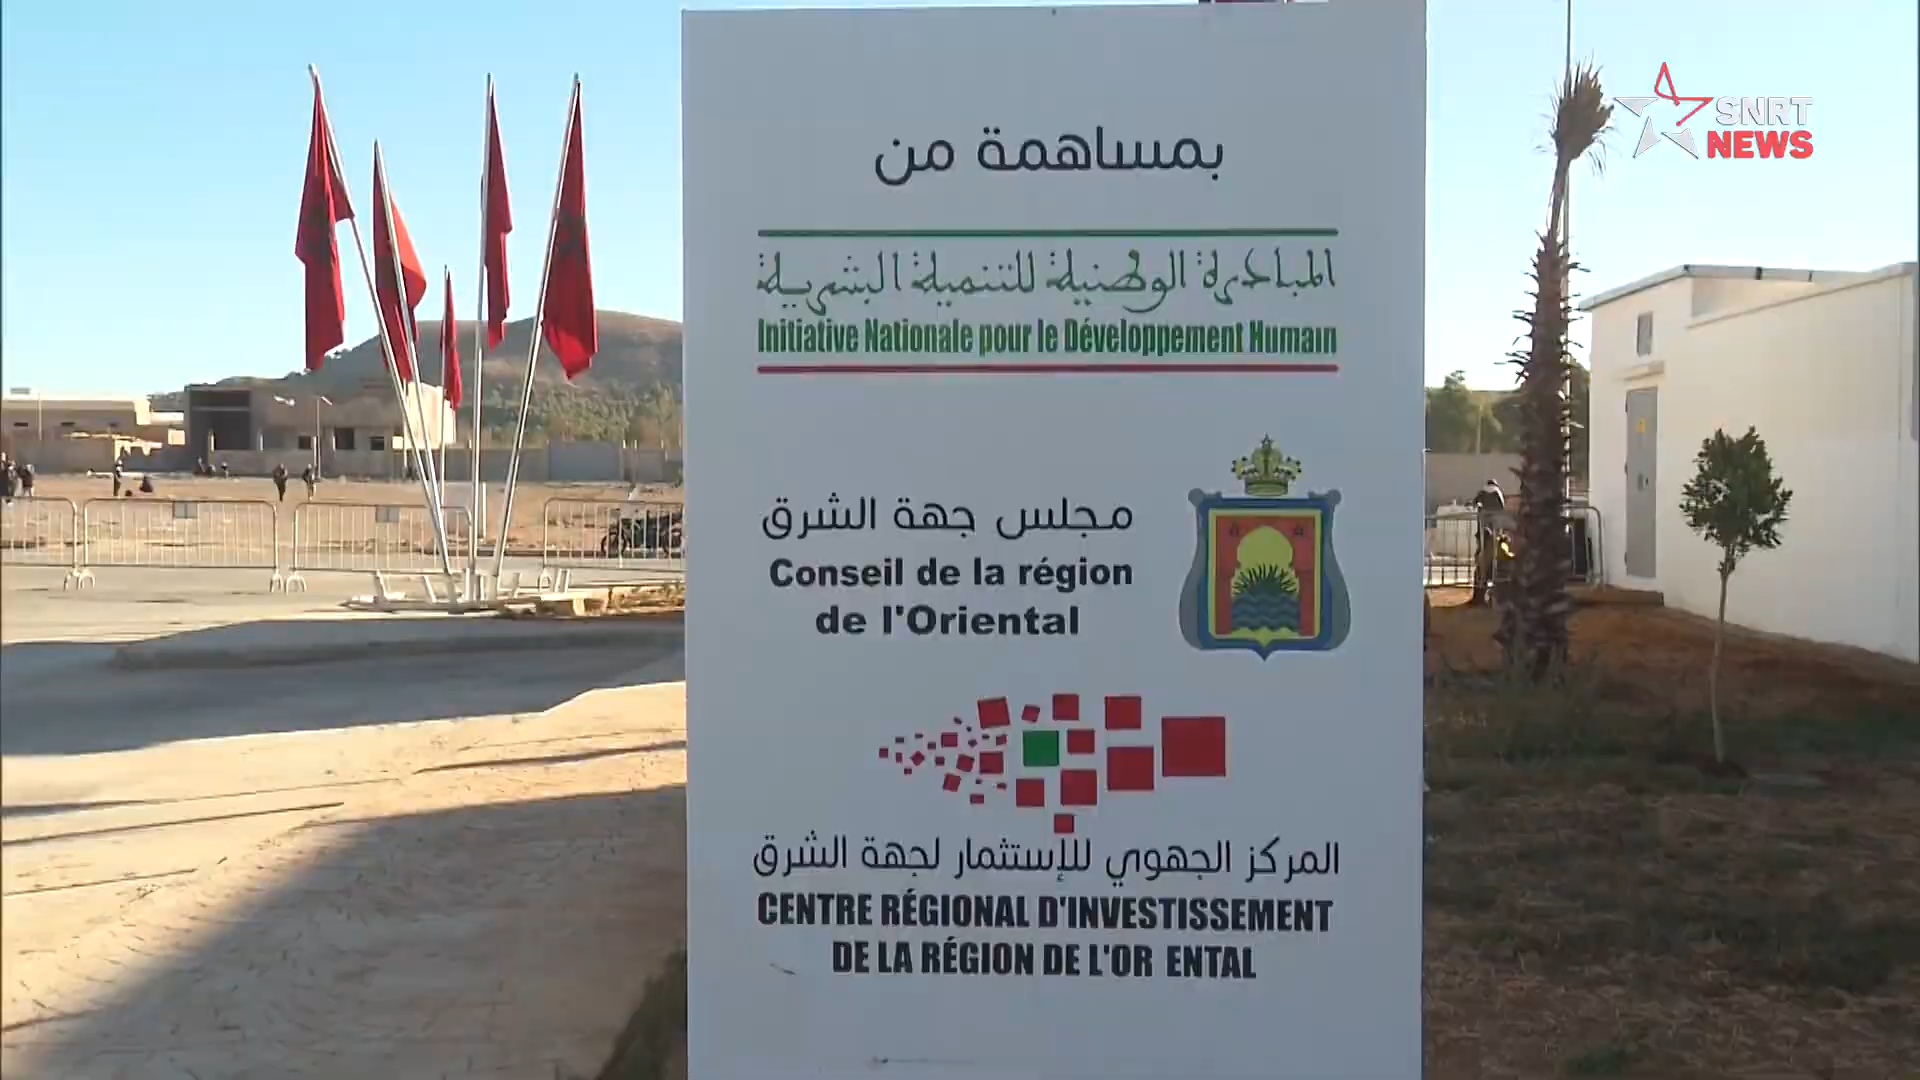 SNRT
NEWS
بمساهمة من
المبادرة الوطنية للتنمية البشرية
Initiative Nationale pour le Développement Humain
مجلس جهة الشرق
Conseil de la région
de l'Oriental
المركز الجهوي للإستثمار لجهة الشرق
CENTRE RÉGIONAL D'INVESTISSEMENT
DE LA RÉGION DE L'OR ENTAL